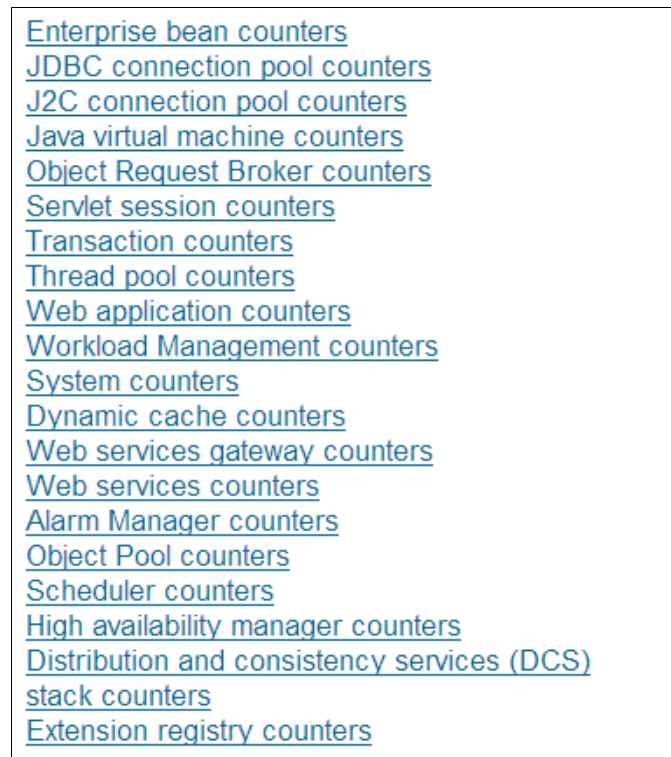 Enterprise bean counters
JDBC connection pool counters
J2C connection pool counters
Java virtual machine counters
Object Request Broker counters
Servlet session counters
Transaction counters
Thread pool counters
Web application counters
Workload Management counters
System counters
Dynamic cache counters
Web services gateway counters
Web services counters
Alarm Manager counters
Object Pool counters
Scheduler counters
High availability manager counters
Distribution and consistency services (DCS)
stack counters
Extension registry counters